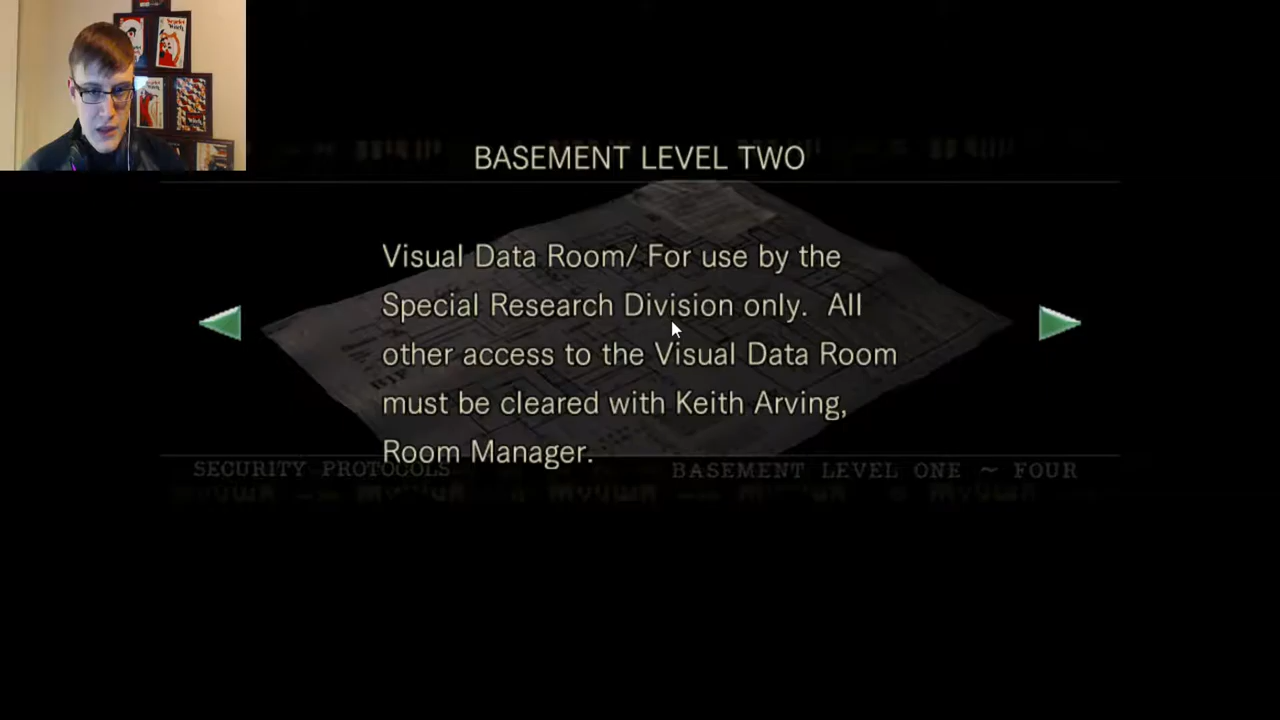 BASEMENT LEVEL TWO
Visual Data Room/ For use by the
Special Research Division only. All
other access to the Visual Data Room
must be cleared with Keith Arving,
Room Manager.
SECURITY PROTOCOLS
BASEMENT LEVEL ONE ~ FOUR